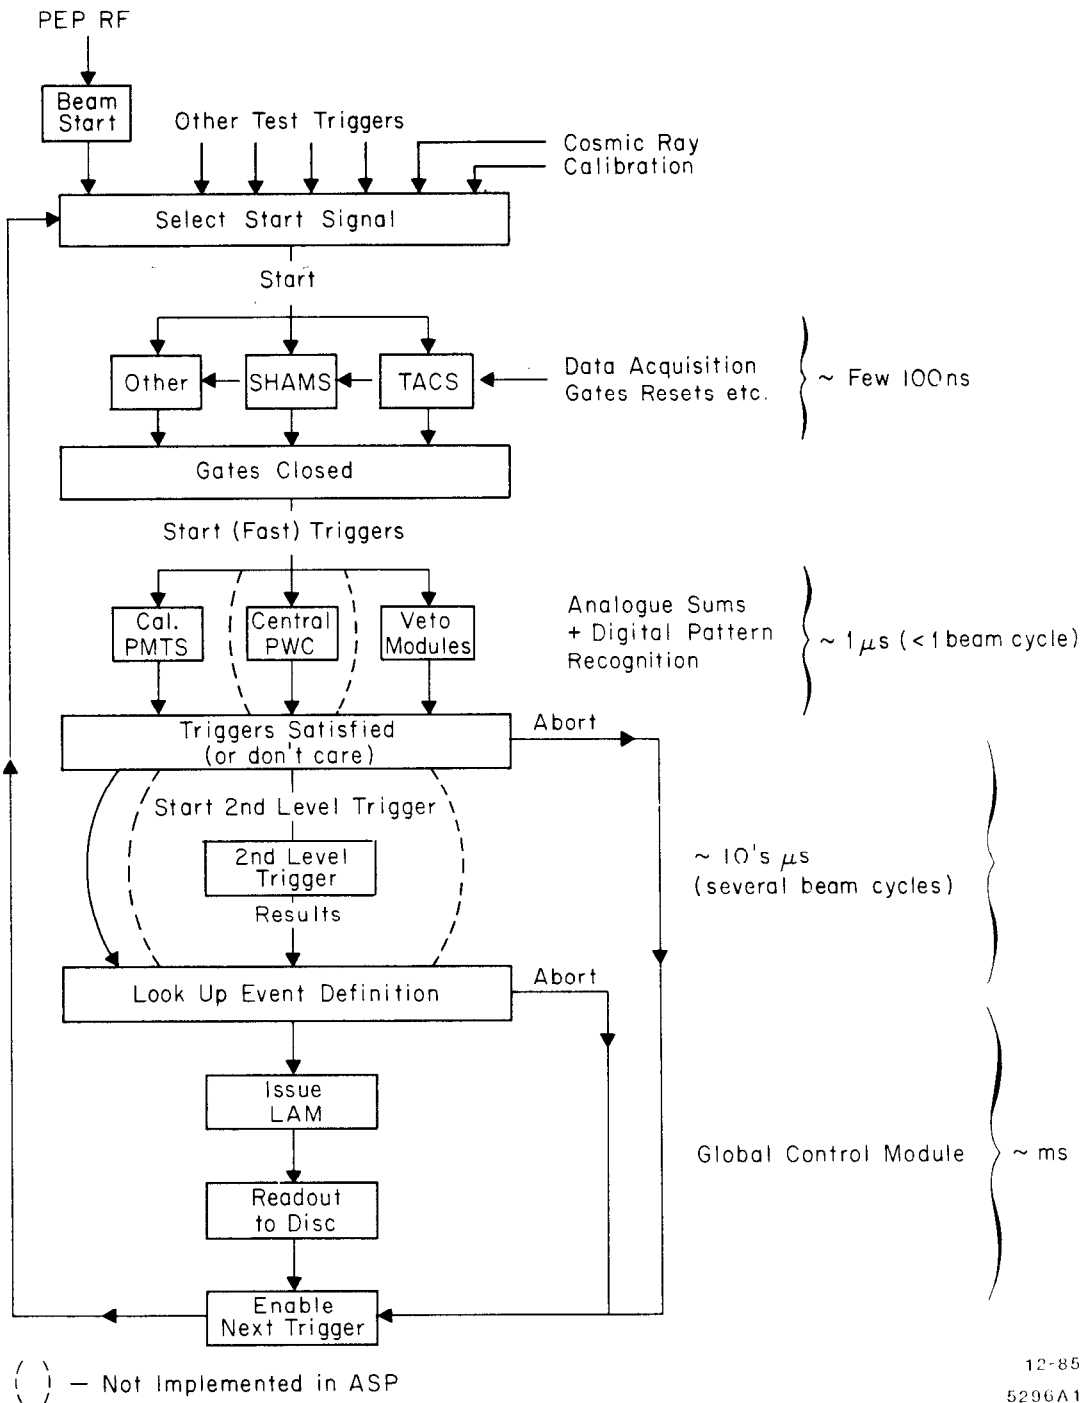 PEP RF
Beam
Start
Other Test Triggers
Cosmic Ray
Calibration
Select Start Signal
Start
Other
SHAMS
TACS
Data Acquisition
Gates Resets etc.
~ Few 100ns
Gates Closed
Start (Fast) Triggers
Cal.
PMTS
Central
PWC
Veto
Modules
Analogue Sums
+ Digital Pattern
Recognition
~ 1 μs (<1 beam cycle)
Triggers Satisfied
(or don't care)
Abort
Start 2nd Level Trigger
2nd Level
Trigger
Results
~ 10's μs
(several beam cycles)
Look Up Event Definition
Abort
Issue
LAM
Readout
to Disc
Global Control Module
~ ms
Enable
Next Trigger
( ) — Not Implemented in ASP
12-85
5296A1